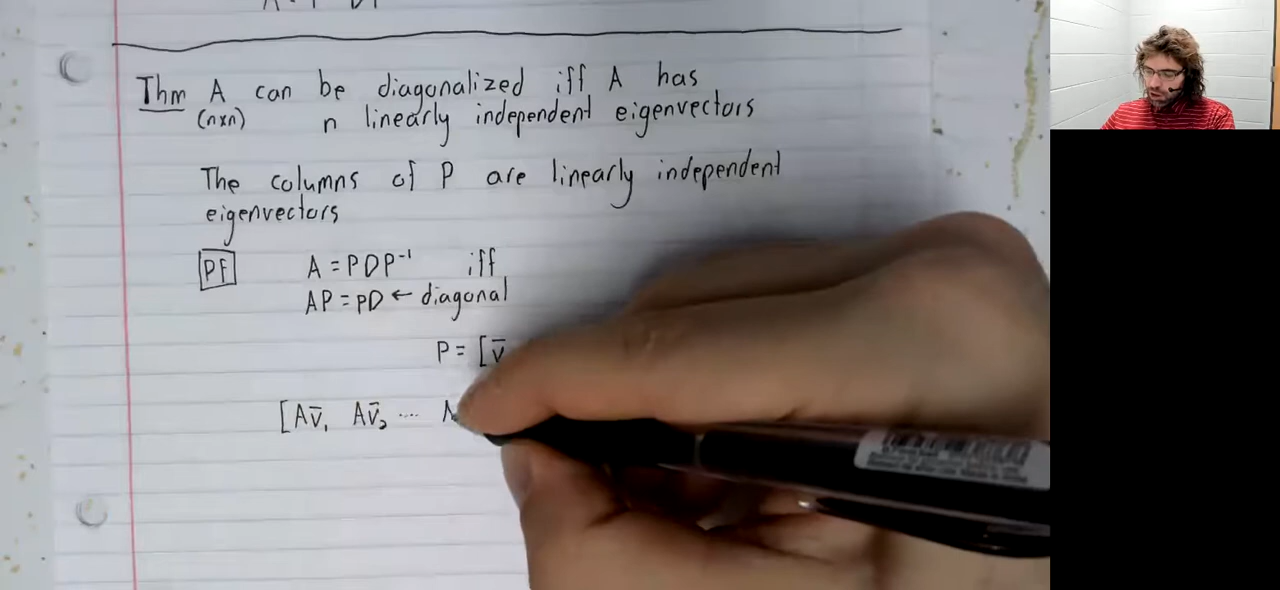 Thm A can be diagonalized iff A has
(nxn) n linearly independent eigenvectors
The columns of P are linearly independent
eigenvectors
Pf A = PDP⁻¹ iff
AP = PD ← diagonal
P = [v̄
[Av̄₁ Av̄₂ ... A